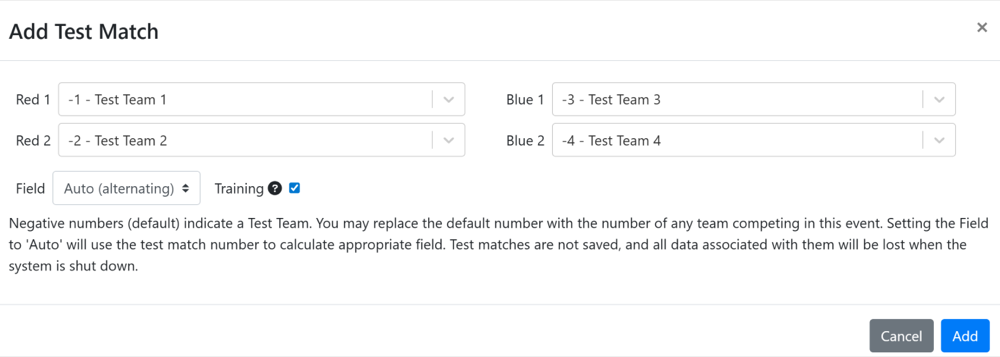 Add Test Match ×
Red 1 -1 - Test Team 1 Blue 1 -3 - Test Team 3
Red 2 -2 - Test Team 2 Blue 2 -4 - Test Team 4
Field Auto (alternating) Training ?
Negative numbers (default) indicate a Test Team. You may replace the default number with the number of any team competing in this event. Setting the Field
to 'Auto' will use the test match number to calculate appropriate field. Test matches are not saved, and all data associated with them will be lost when the
system is shut down.
Cancel Add